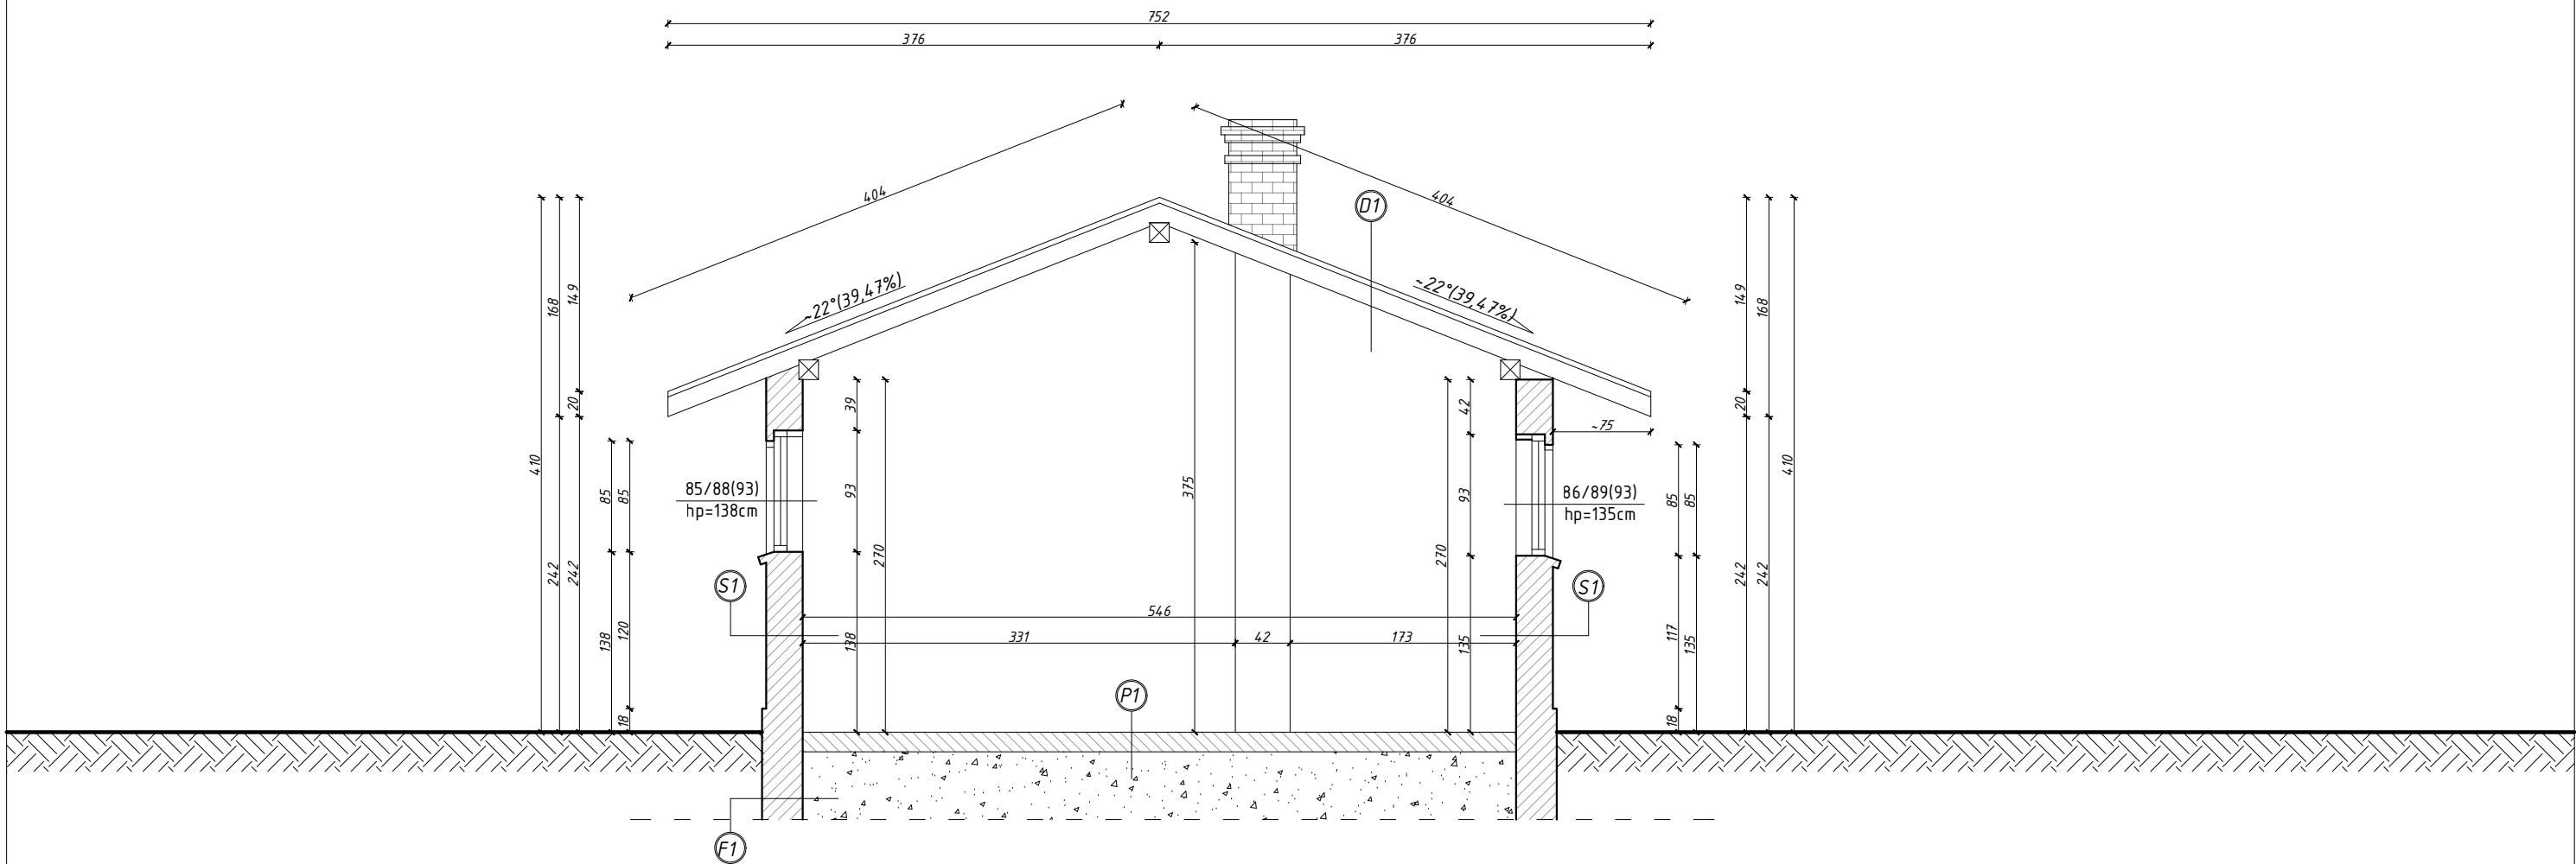 752
376 376
404 404
D1
~22°(39,47%) ~22°(39,47%)
410 168 149 20 242 242
149 168 20 242 242 410
39 93 138 270
42 93 135 270
375
~75
85 85 138 120 18
85 85 117 135 18
85/88(93)
hp=138cm
86/89(93)
hp=135cm
S1 S1
546
331 42 173
P1
F1